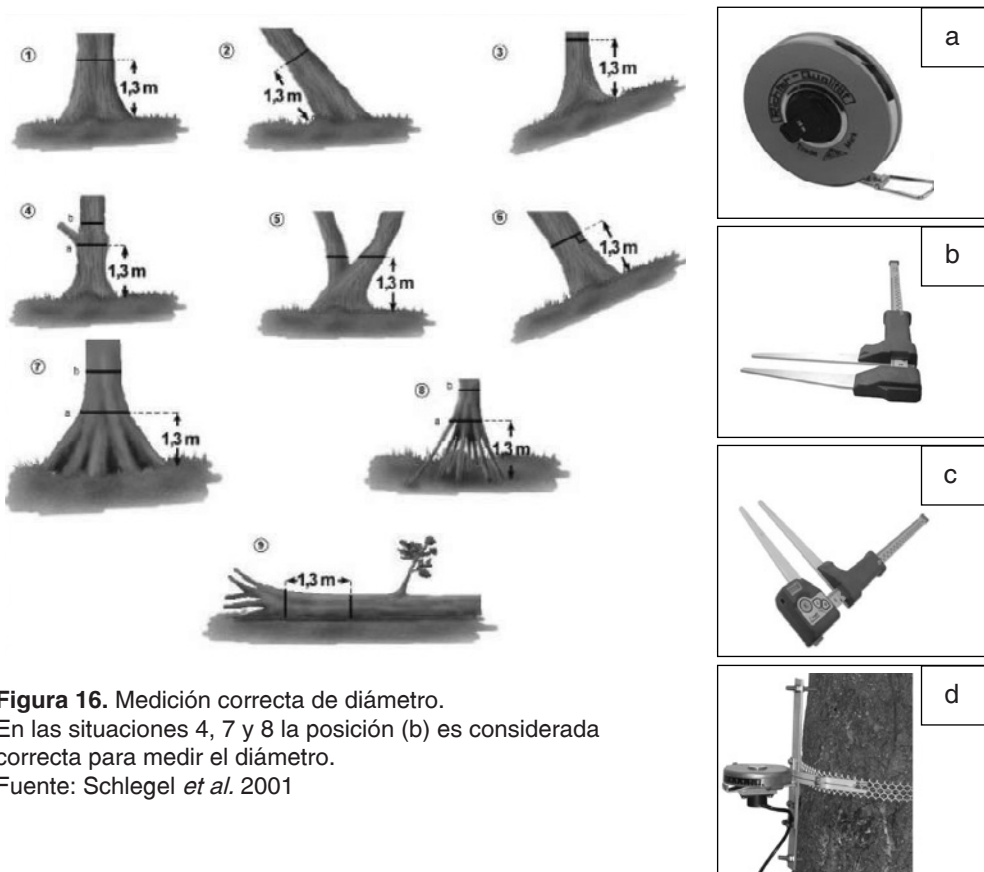 ①
1,3 m
②
1,3 m
③
1,3 m
④
b
a
1,3 m
⑤
1,3 m
⑥
1,3 m
⑦
b
a
1,3 m
⑧
b
a
1,3 m
⑨
1,3 m
Figura 16. Medición correcta de diámetro.
En las situaciones 4, 7 y 8 la posición (b) es considerada
correcta para medir el diámetro.
Fuente: Schlegel et al. 2001
a
b
c
d